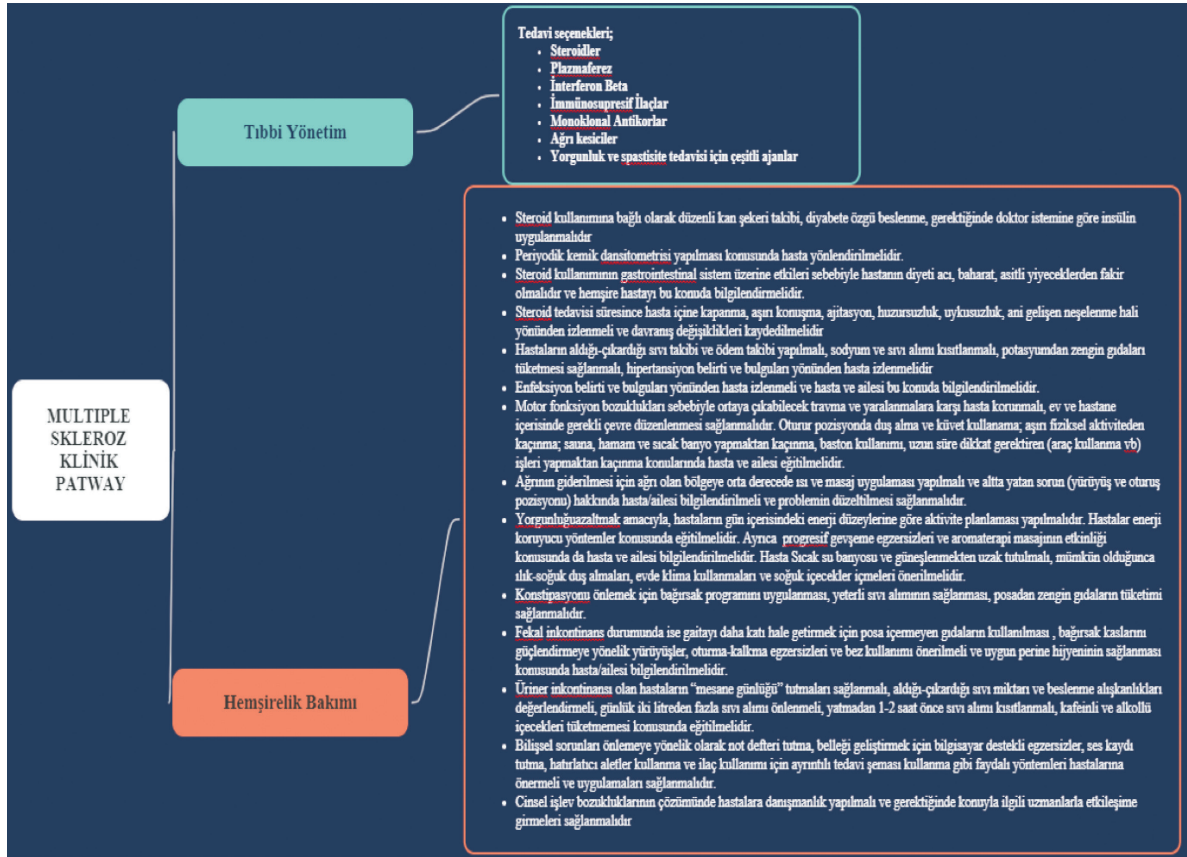 MULTIPLE
SKLEROZ
KLİNİK
PATWAY
Tıbbi Yönetim
Tedavi seçenekleri;
• Steroidler
• Plazmaferez
• İnterferon Beta
• İmmünosupresif İlaçlar
• Monoklonal Antikorlar
• Ağrı kesiciler
• Yorgunluk ve spastisite tedavisi için çeşitli ajanlar
Hemşirelik Bakımı
• Steroid kullanımına bağlı olarak düzenli kan şekeri takibi, diyabete özgü beslenme, gerektiğinde doktor istemine göre insülin
uygulanmalıdır
• Periyodik kemik dansitometrisi yapılması konusunda hasta yönlendirilmelidir.
• Steroid kullanımının gastrointestinal sistem üzerine etkileri sebebiyle hastanın diyeti acı, baharat, asitli yiyeceklerden fakir
olmalıdır ve hemşire hastayı bu konuda bilgilendirmelidir.
• Steroid tedavisi süresince hasta içine kapanma, aşırı konuşma, ajitasyon, huzursuzluk, uykusuzluk, ani gelişen neşelenme hali
yönünden izlenmeli ve davranış değişiklikleri kaydedilmelidir
• Hastaların aldığı-çıkardığı sıvı takibi ve ödem takibi yapılmalı, sodyum ve sıvı alımı kısıtlanmalı, potasyumdan zengin gıdaları
tüketmesi sağlanmalı, hipertansiyon belirti ve bulguları yönünden hasta izlenmelidir
• Enfeksiyon belirti ve bulguları yönünden hasta izlenmeli ve hasta ve ailesi bu konuda bilgilendirilmelidir.
• Motor fonksiyon bozuklukları sebebiyle ortaya çıkabilecek travma ve yaralanmalara karşı hasta korunmalı, ev ve hastane
içerisinde gerekli çevre düzenlenmesi sağlanmalıdır. Oturur pozisyonda duş alma ve küvet kullanama; aşırı fiziksel aktiviteden
kaçınma; sauna, hamam ve sıcak banyo yapmaktan kaçınma, baston kullanımı, uzun süre dikkat gerektiren (araç kullanma vb)
işleri yapmaktan kaçınma konularında hasta ve ailesi eğitilmelidir.
• Ağrının giderilmesi için ağrı olan bölgeye orta derecede ısı ve masaj uygulaması yapılmalı ve altta yatan sorun (yürüyüş ve oturuş
pozisyonu) hakkında hasta/ailesi bilgilendirilmeli ve problemin düzeltilmesi sağlanmalıdır.
• Yorgunluğuazaltmak amacıyla, hastaların gün içerisindeki enerji düzeylerine göre aktivite planlaması yapılmalıdır. Hastalar enerji
koruyucu yöntemler konusunda eğitilmelidir. Ayrıca progresif gevşeme egzersizleri ve aromaterapi masajının etkinliği
konusunda da hasta ve ailesi bilgilendirilmelidir. Hasta Sıcak su banyosu ve güneşlenmekten uzak tutulmalı, mümkün olduğunca
ılık-soğuk duş almaları, evde klima kullanmaları ve soğuk içecekler içmeleri önerilmelidir.
• Konstipasyonu önlemek için bağırsak programını uygulanması, yeterli sıvı alımının sağlanması, posadan zengin gıdaların tüketimi
sağlanmalıdır.
• Fekal inkontinans durumunda ise gaitayı daha katı hale getirmek için posa içermeyen gıdaların kullanılması , bağırsak kaslarını
güçlendirmeye yönelik yürüyüşler, oturma-kalkma egzersizleri ve bez kullanımı önerilmeli ve uygun perine hijyeninin sağlanması
konusunda hasta/ailesi bilgilendirilmelidir.
• Üriner inkontinansı olan hastaların “mesane günlüğü” tutmaları sağlanmalı, aldığı-çıkardığı sıvı miktarı ve beslenme alışkanlıkları
değerlendirmeli, günlük iki litreden fazla sıvı alımı önlenmeli, yatmadan 1-2 saat önce sıvı alımı kısıtlanmalı, kafeinli ve alkollü
içecekleri tüketmemesi konusunda eğitilmelidir.
• Bilişsel sorunları önlemeye yönelik olarak not defteri tutma, belleği geliştirmek için bilgisayar destekli egzersizler, ses kaydı
tutma, hatırlatıcı aletler kullanma ve ilaç kullanımı için ayrıntılı tedavi şeması kullanma gibi faydalı yöntemleri hastalarına
önermeli ve uygulamaları sağlanmalıdır.
• Cinsel işlev bozukluklarının çözümünde hastalara danışmanlık yapılmalı ve gerektiğinde konuyla ilgili uzmanlarla etkileşime
girmeleri sağlanmalıdır